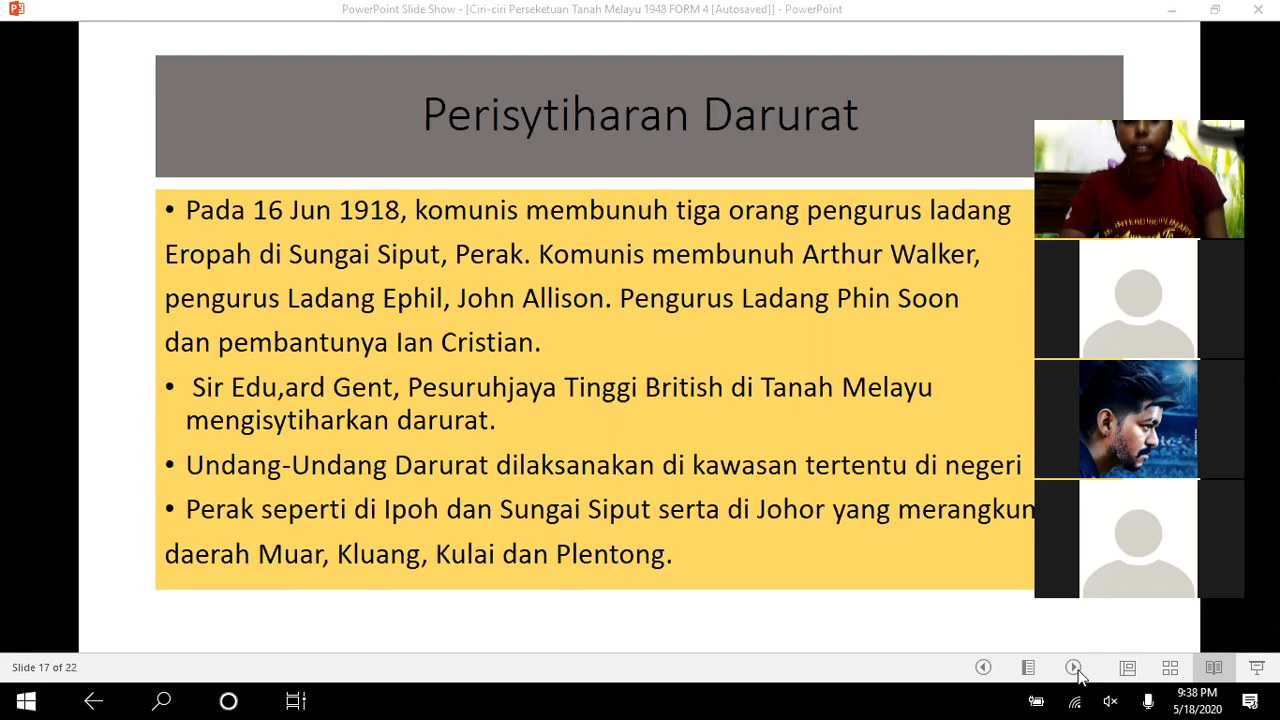 PowerPoint Slide Show - [Ciri-ciri Perseketuan Tanah Melayu 1948 FORM 4 [Autosaved]] - PowerPoint
Perisytiharan Darurat
• Pada 16 Jun 1918, komunis membunuh tiga orang pengurus ladang
Eropah di Sungai Siput, Perak. Komunis membunuh Arthur Walker,
pengurus Ladang Ephil, John Allison. Pengurus Ladang Phin Soon
dan pembantunya Ian Cristian.
• Sir Edu,ard Gent, Pesuruhjaya Tinggi British di Tanah Melayu
mengisytiharkan darurat.
• Undang-Undang Darurat dilaksanakan di kawasan tertentu di negeri
• Perak seperti di Ipoh dan Sungai Siput serta di Johor yang merangkun
daerah Muar, Kluang, Kulai dan Plentong.
Slide 17 of 22
9:38 PM
5/18/2020